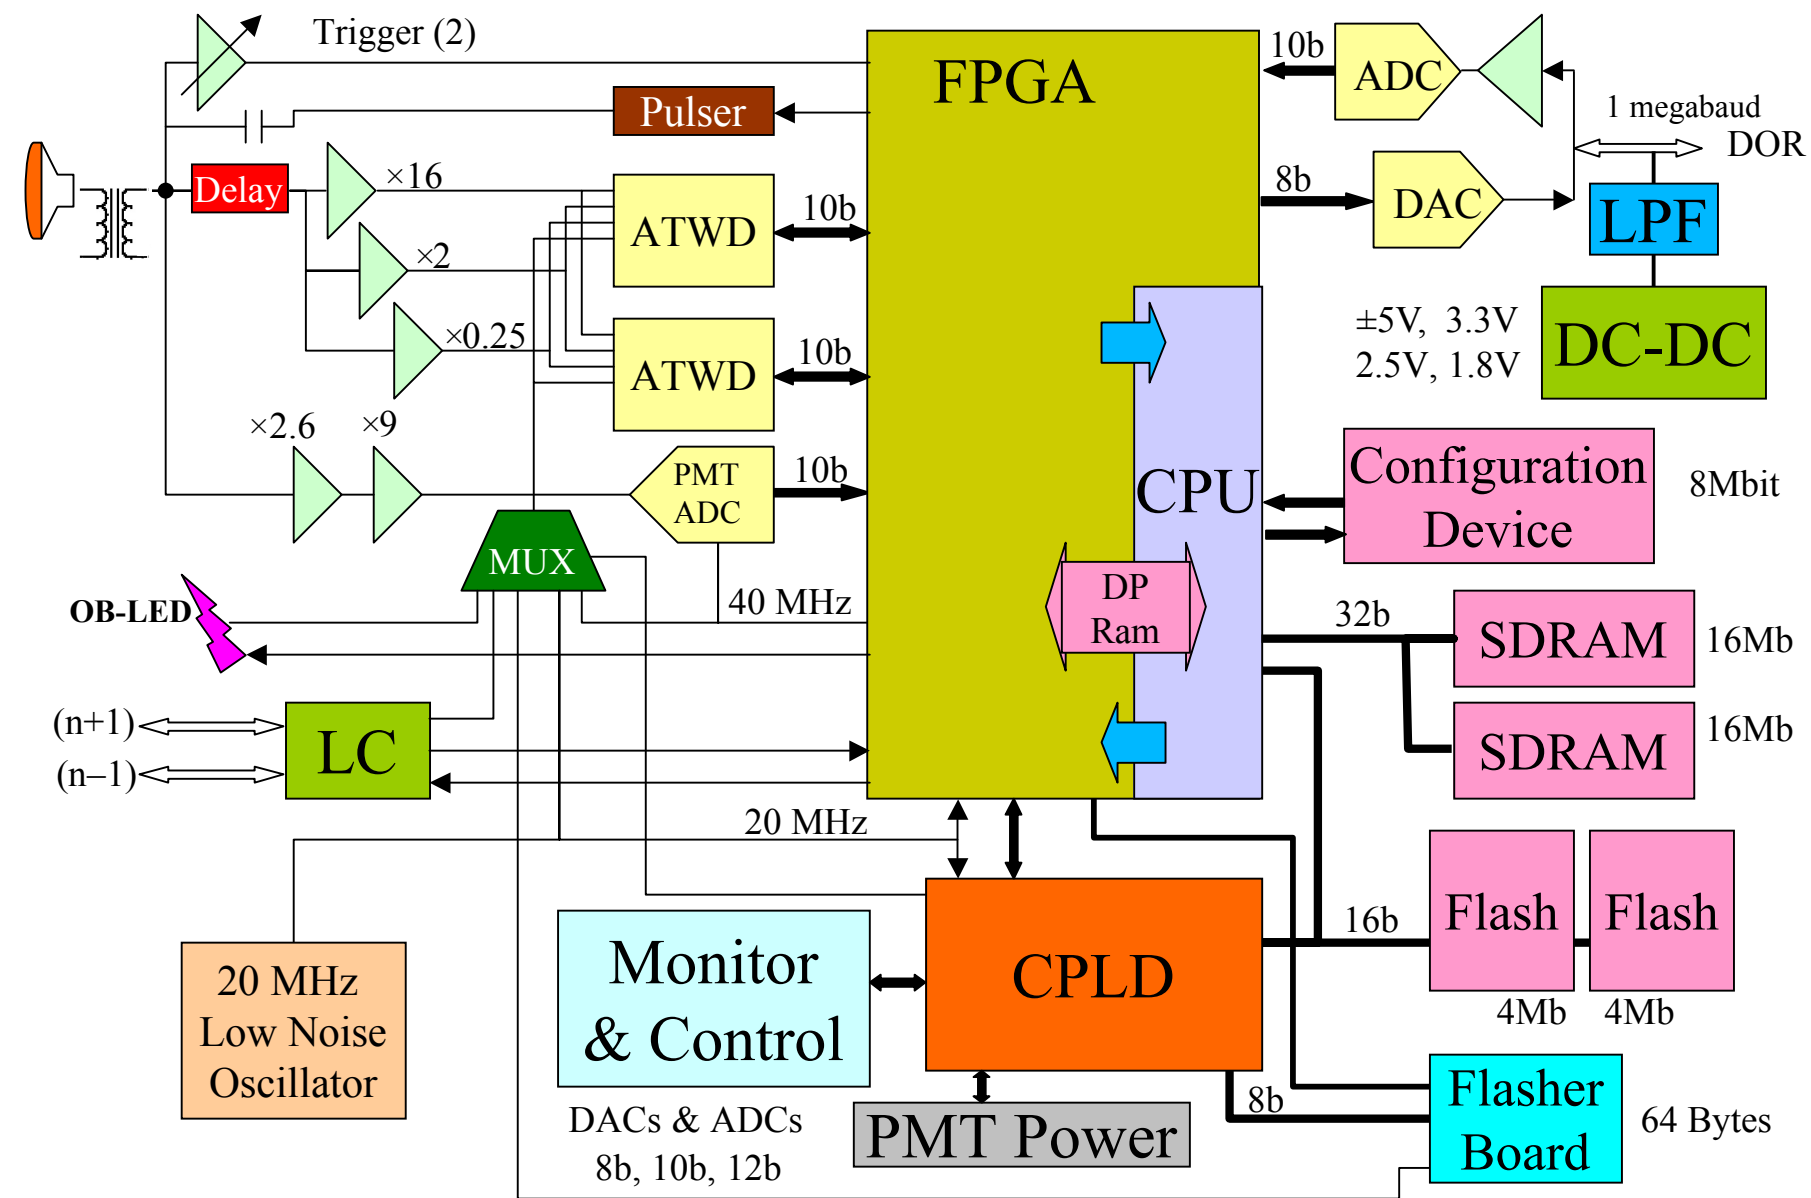 Trigger (2)
FPGA
10b
ADC
1 megabaud
DOR
Pulser
Delay
×16
ATWD
10b
8b
DAC
LPF
×2
×0.25
ATWD
10b
±5V, 3.3V
2.5V, 1.8V
DC-DC
×2.6
×9
PMT
ADC
10b
CPU
Configuration
Device
8Mbit
MUX
OB-LED
40 MHz
DP
Ram
32b
SDRAM
16Mb
(n+1)
(n–1)
LC
SDRAM
16Mb
20 MHz
Flash
Flash
16b
4Mb
4Mb
20 MHz
Low Noise
Oscillator
Monitor
& Control
CPLD
DACs & ADCs
8b, 10b, 12b
PMT Power
8b
Flasher
Board
64 Bytes